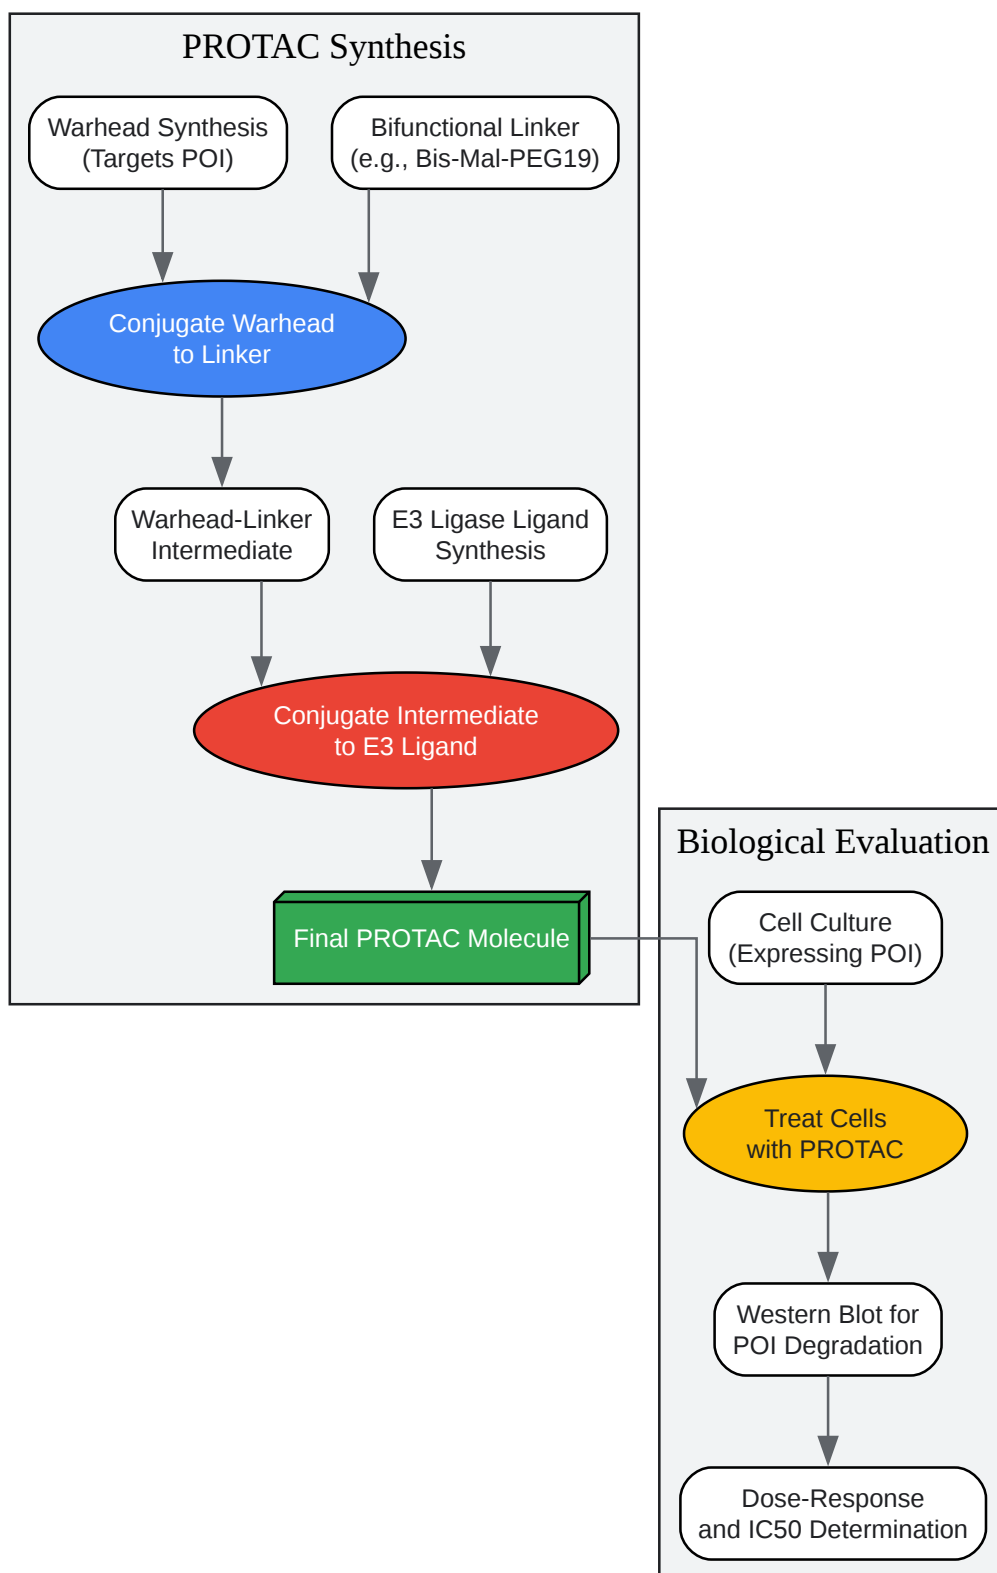 PROTAC Synthesis
Warhead Synthesis
(Targets POI)
Bifunctional Linker
(e.g., Bis-Mal-PEG19)
Conjugate Warhead
to Linker
Warhead-Linker
Intermediate
E3 Ligase Ligand
Synthesis
Conjugate Intermediate
to E3 Ligand
Final PROTAC Molecule
Biological Evaluation
Cell Culture
(Expressing POI)
Treat Cells
with PROTAC
Western Blot for
POI Degradation
Dose-Response
and IC50 Determination